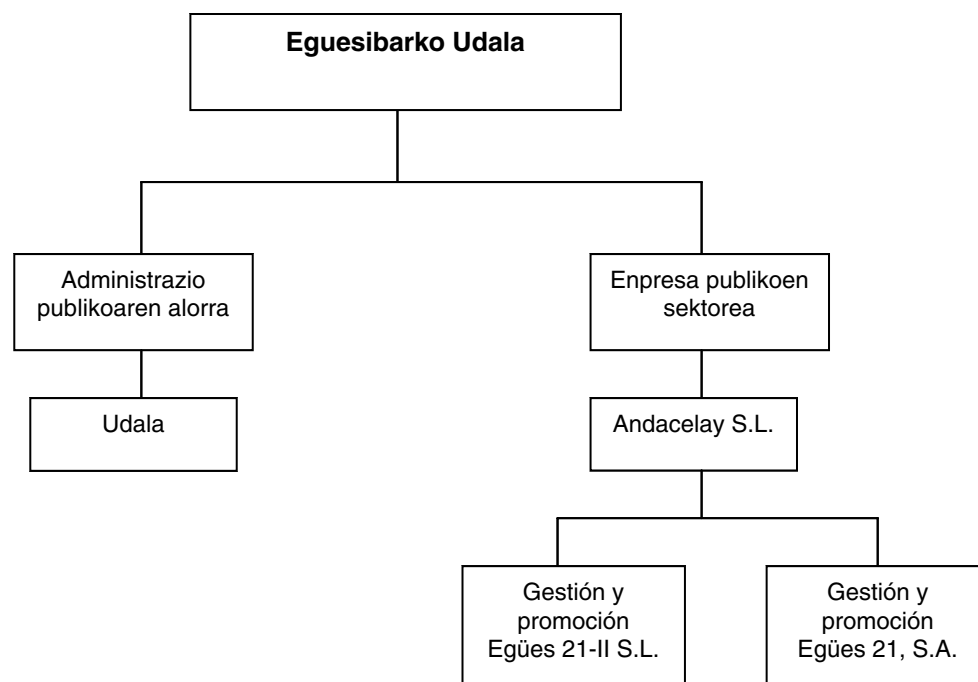 Eguesibarko Udala
Administrazio
publikoaren alorra
Enpresa publikoen
sektorea
Udala
Andacelay S.L.
Gestión y
promoción
Egües 21-II S.L.
Gestión y
promoción
Egües 21, S.A.